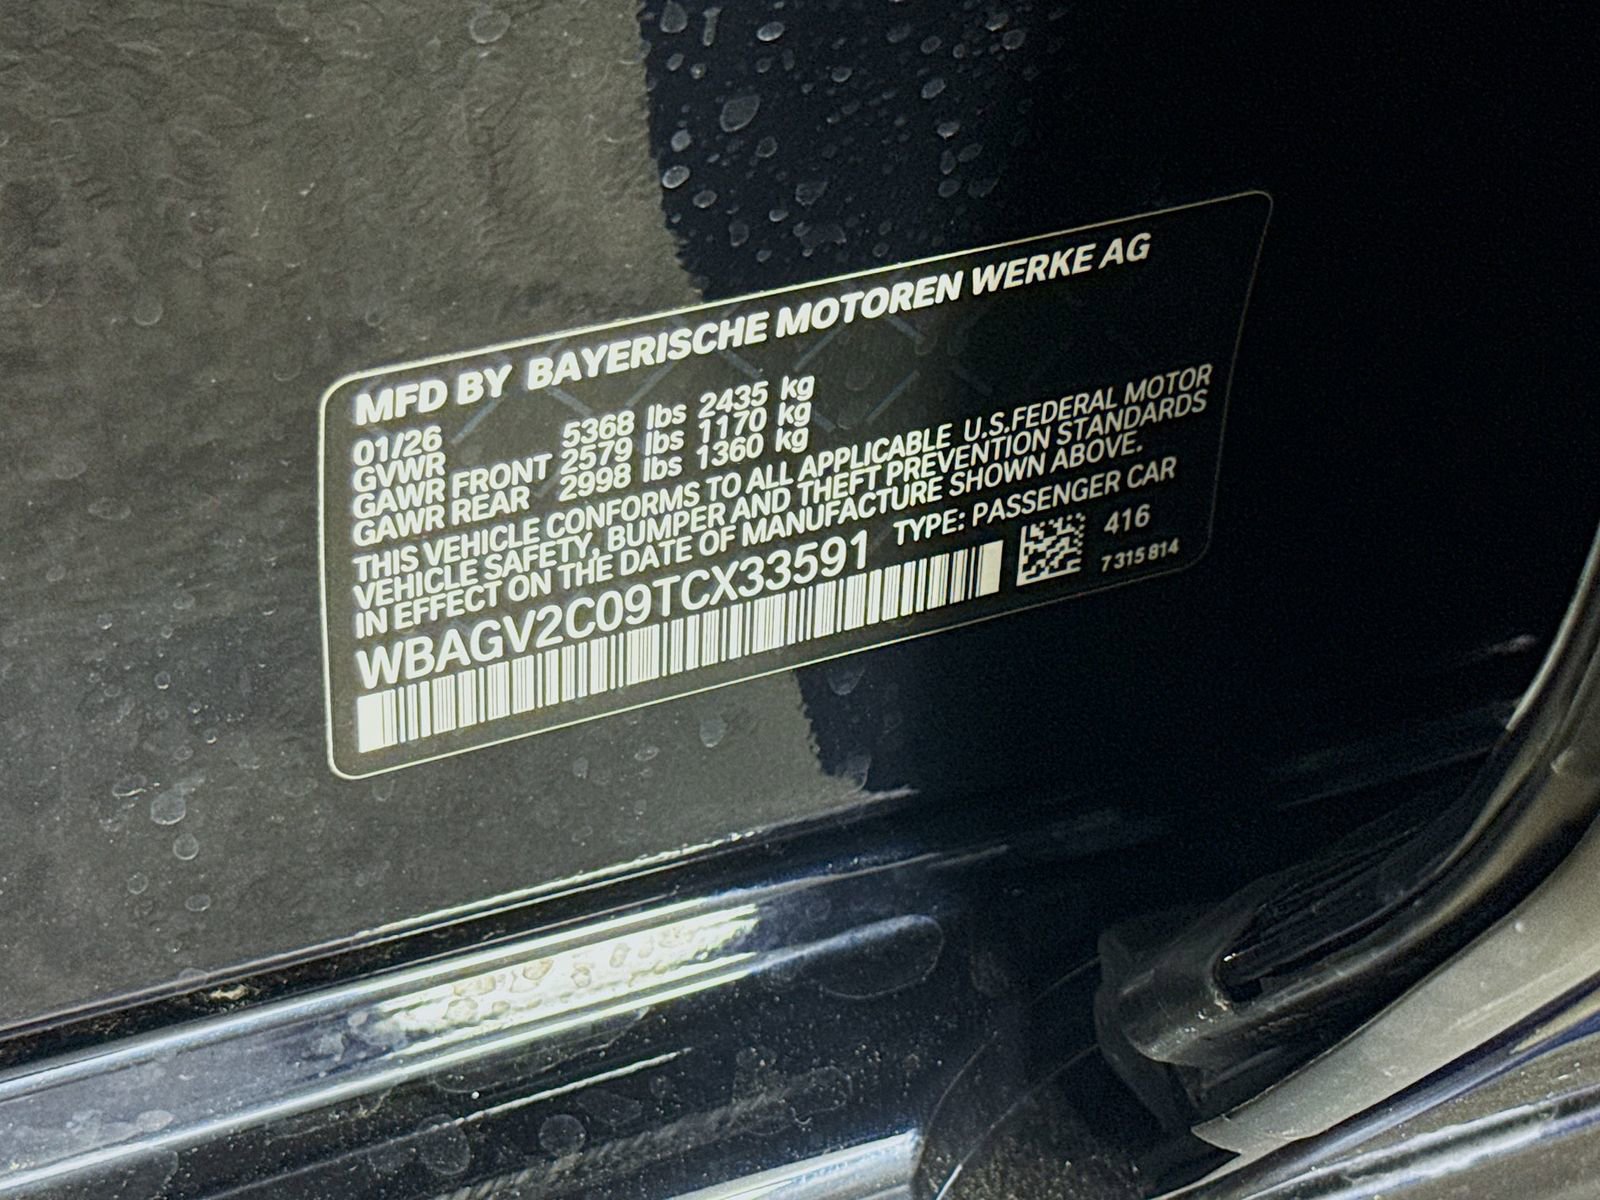 MFD BY BAYERISCHE MOTOREN WERKE AG
01/26
GVWR 5368 lbs 2435 kg
GAWR FRONT 2579 lbs 1170 kg
GAWR REAR 2998 lbs 1360 kg
THIS VEHICLE CONFORMS TO ALL APPLICABLE U.S.FEDERAL MOTOR
VEHICLE SAFETY, BUMPER AND THEFT PREVENTION STANDARDS
IN EFFECT ON THE DATE OF MANUFACTURE SHOWN ABOVE.
WBAGV2C09TCX33591 TYPE: PASSENGER CAR
416
7 315 814